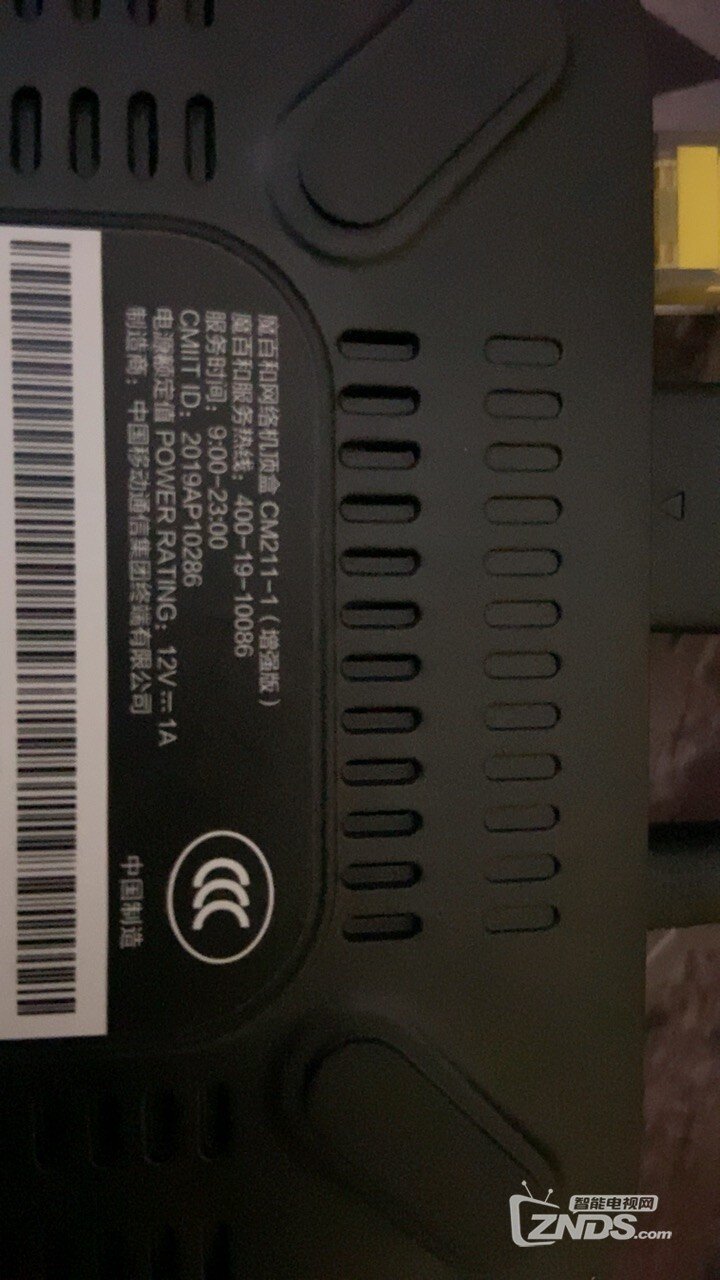 魔百和网络机顶盒 CM211-1（增强版）
魔百和服务热线：400-19-10086
服务时间：9:00-23:00
CMIIT ID：2019AP10286
电源额定值 POWER RATING：12V⎓1A
制造商：中国移动通信集团终端有限公司
中国制造
智能电视网
ZNDS.com